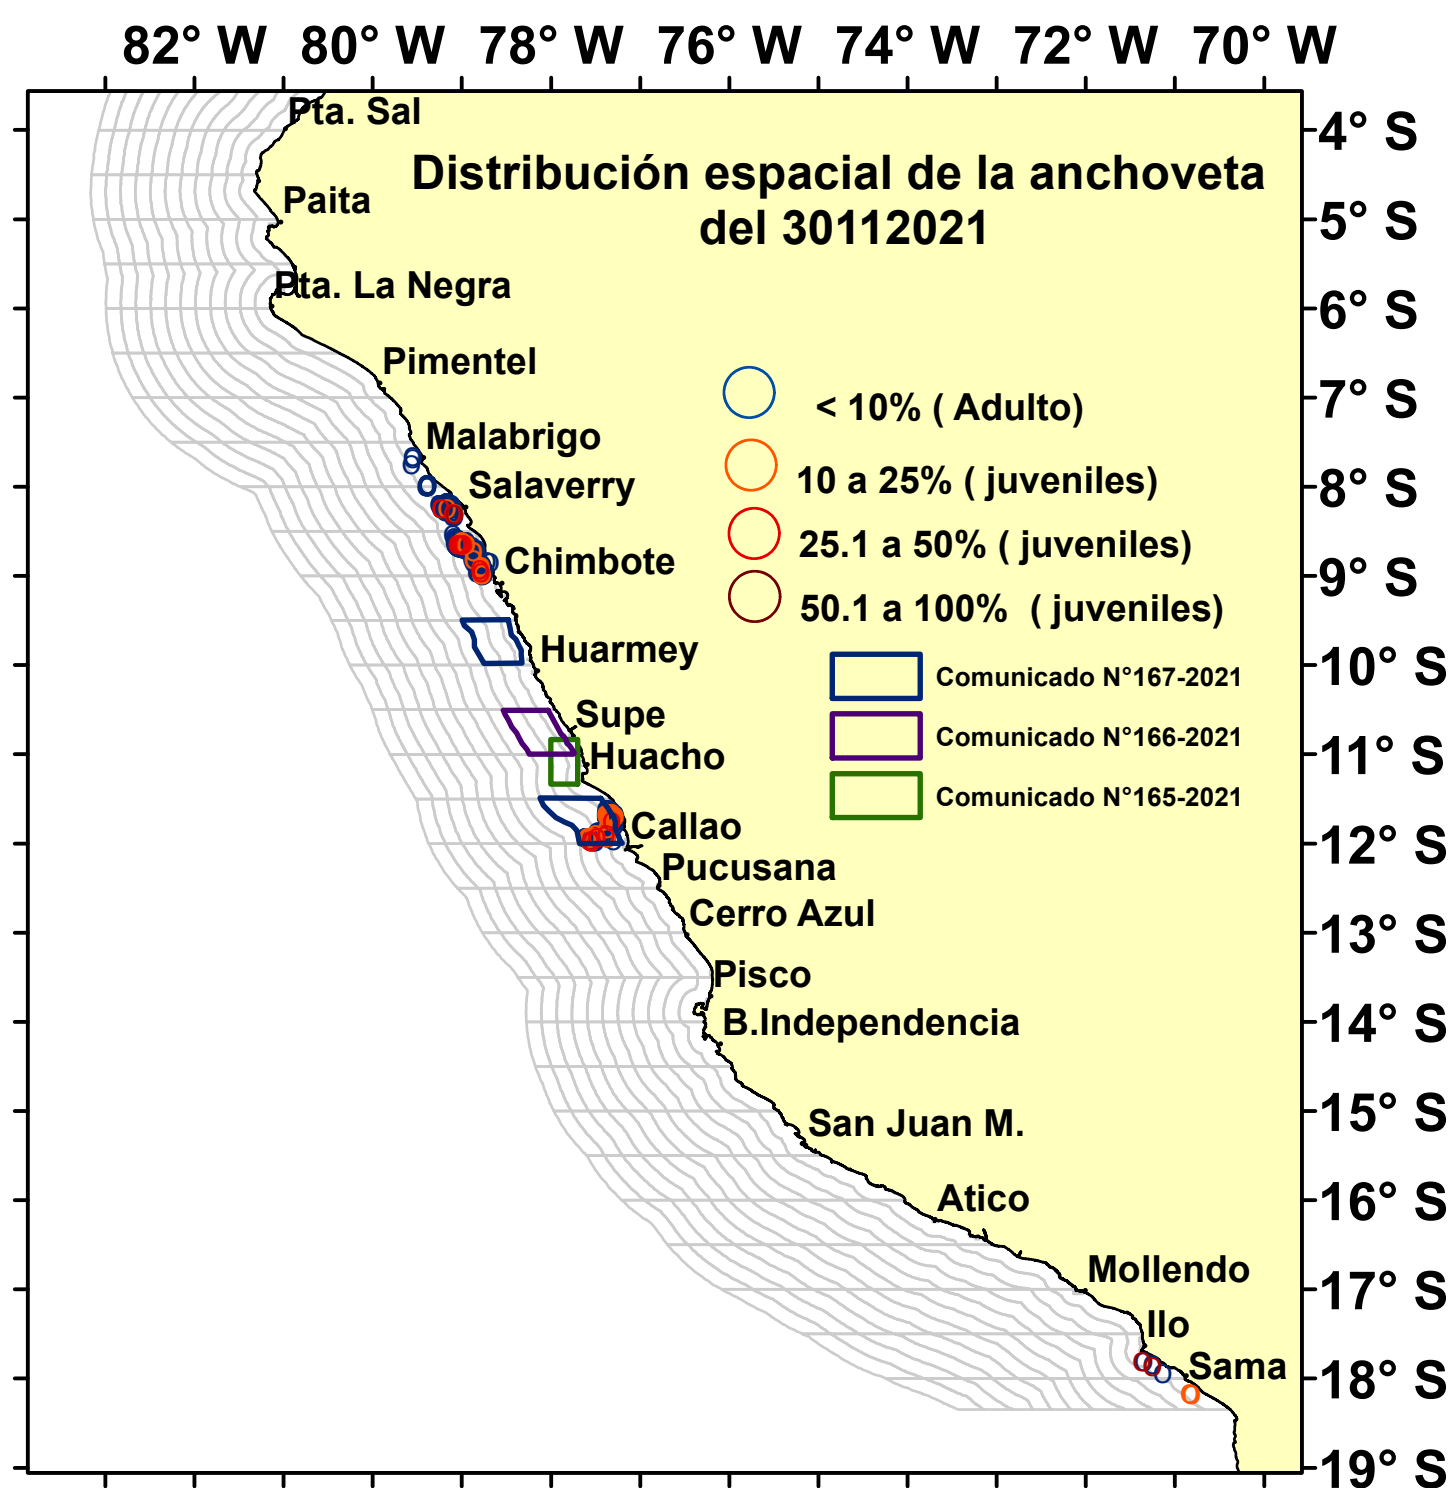 82° W 80° W 78° W 76° W 74° W 72° W 70° W
Pta. Sal
4° S
Distribución espacial de la anchoveta
del 30112021
Paita
5° S
Pta. La Negra
6° S
Pimentel
7° S
< 10% ( Adulto)
Malabrigo
10 a 25% ( juveniles)
8° S
Salaverry
25.1 a 50% ( juveniles)
Chimbote
9° S
50.1 a 100% ( juveniles)
Huarmey
10° S
Comunicado N°167-2021
Supe
Comunicado N°166-2021
Huacho
11° S
Comunicado N°165-2021
Callao
12° S
Pucusana
Cerro Azul
13° S
Pisco
B.Independencia
14° S
San Juan M.
15° S
Atico
16° S
Mollendo
17° S
Ilo
Sama
18° S
19° S